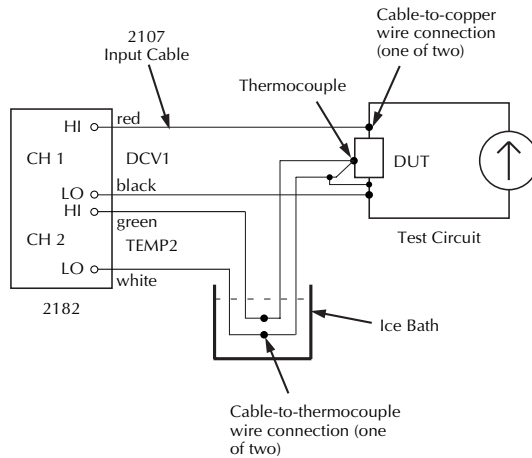 Cable-to-copper
wire connection
(one of two)
2107
Input Cable
Thermocouple
HI
red
CH 1
DCV1
DUT
LO
black
HI
green
Test Circuit
CH 2
TEMP2
LO
white
2182
Ice Bath
Cable-to-thermocouple
wire connection (one
of two)